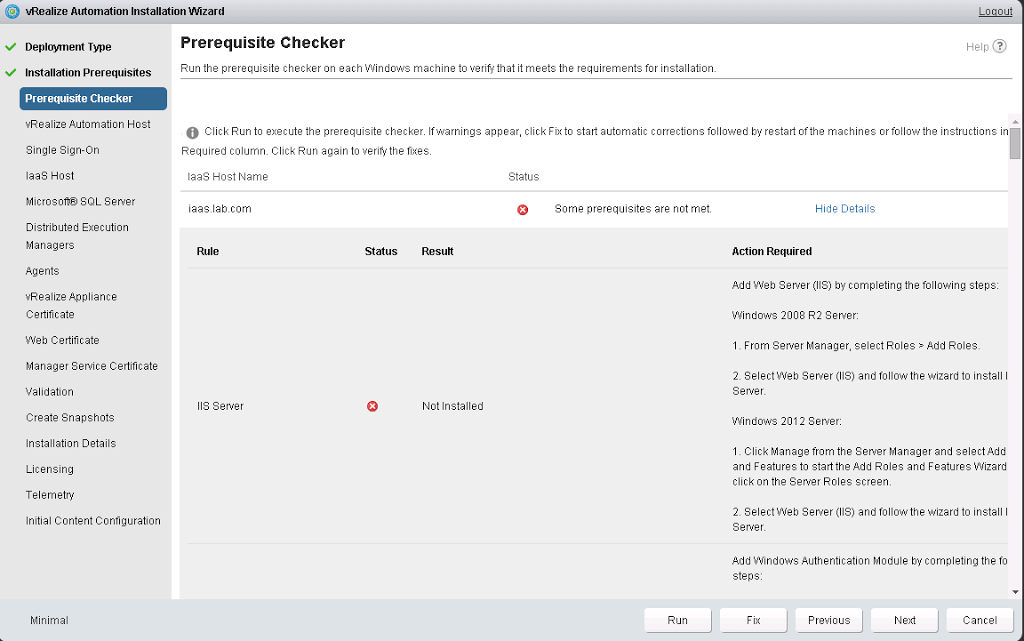 vRealize Automation Installation Wizard
Logout
Deployment Type
Installation Prerequisites
Prerequisite Checker
vRealize Automation Host
Single Sign-On
IaaS Host
Microsoft® SQL Server
Distributed Execution
Managers
Agents
vRealize Appliance
Certificate
Web Certificate
Manager Service Certificate
Validation
Create Snapshots
Installation Details
Licensing
Telemetry
Initial Content Configuration
Prerequisite Checker
Help ?
Run the prerequisite checker on each Windows machine to verify that it meets the requirements for installation.
Click Run to execute the prerequisite checker. If warnings appear, click Fix to start automatic corrections followed by restart of the machines or follow the instructions in
Required column. Click Run again to verify the fixes.
IaaS Host Name Status
iaas.lab.com Some prerequisites are not met. Hide Details
Rule Status Result Action Required
Add Web Server (IIS) by completing the following steps:
Windows 2008 R2 Server:
1. From Server Manager, select Roles > Add Roles.
2. Select Web Server (IIS) and follow the wizard to install I
Server.
IIS Server Not Installed
Windows 2012 Server:
1. Click Manage from the Server Manager and select Add
and Features to start the Add Roles and Features Wizard
click on the Server Roles screen.
2. Select Web Server (IIS) and follow the wizard to install I
Server.
Add Windows Authentication Module by completing the fo
steps:
Minimal
Run Fix Previous Next Cancel